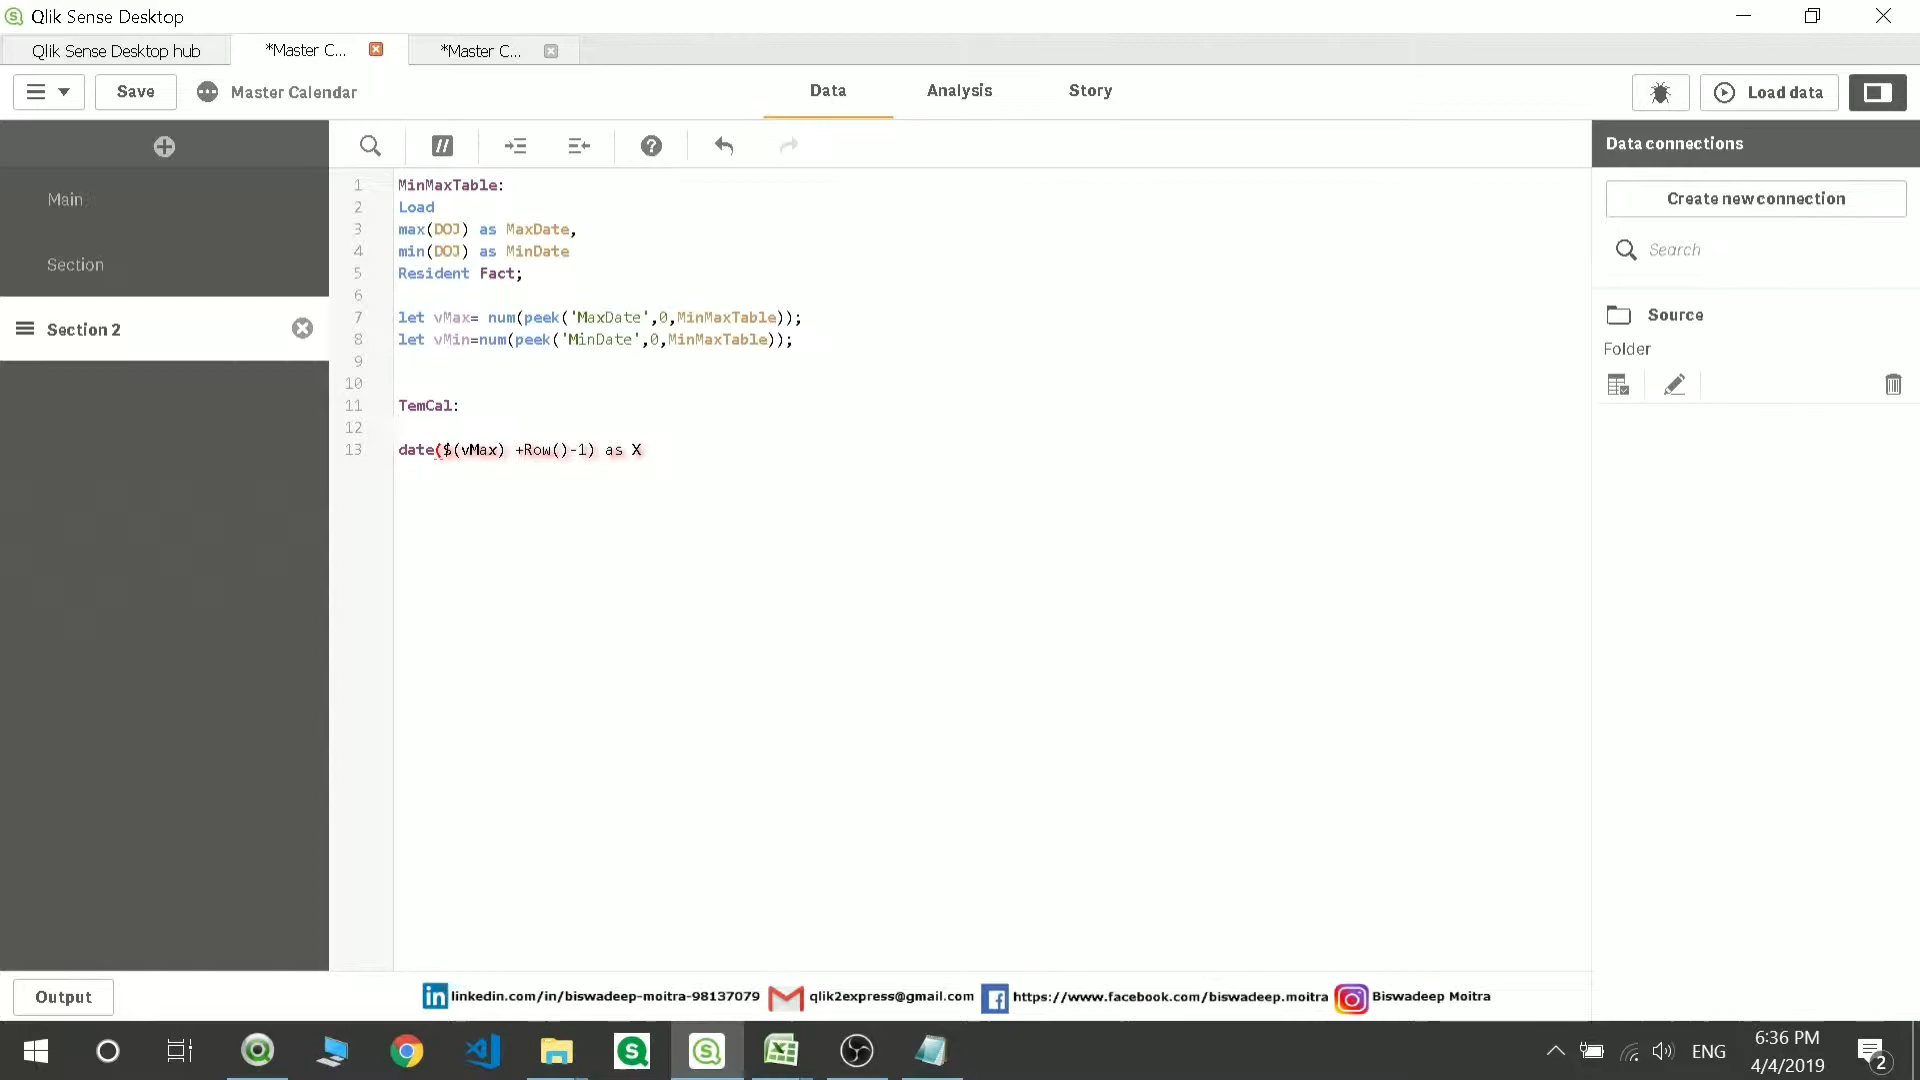 Qlik Sense Desktop
Qlik Sense Desktop hub
*Master C...
*Master C...
Save
Master Calendar
Data
Analysis
Story
Load data
Main
Section
Section 2
Data connections
Create new connection
Search
Source
Folder
1 MinMaxTable:
2 Load
3 max(DOJ) as MaxDate,
4 min(DOJ) as MinDate
5 Resident Fact;
6
7 let vMax= num(peek('MaxDate',0,MinMaxTable));
8 let vMin=num(peek('MinDate',0,MinMaxTable));
9
10
11 TemCal:
12
13 date($(vMax) +Row()-1) as X
Output
in linkedin.com/in/biswadeep-moitra-98137079
qlik2express@gmail.com
https://www.facebook.com/biswadeep.moitra
Biswadeep Moitra
ENG
6:36 PM
4/4/2019
2